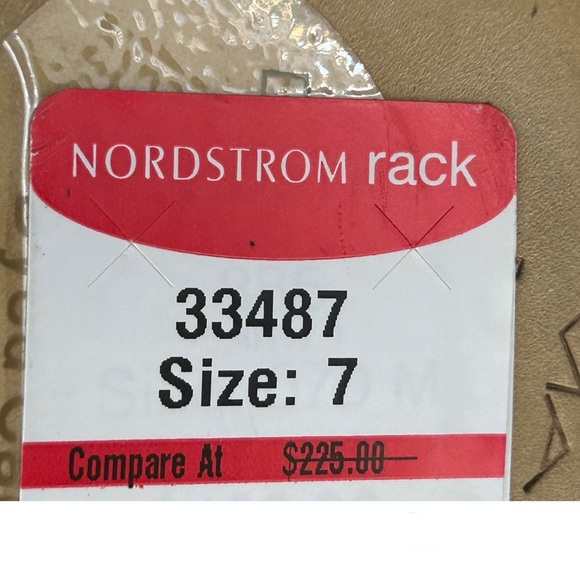 NORDSTROM rack
33487
Size: 7
Compare At $225.00